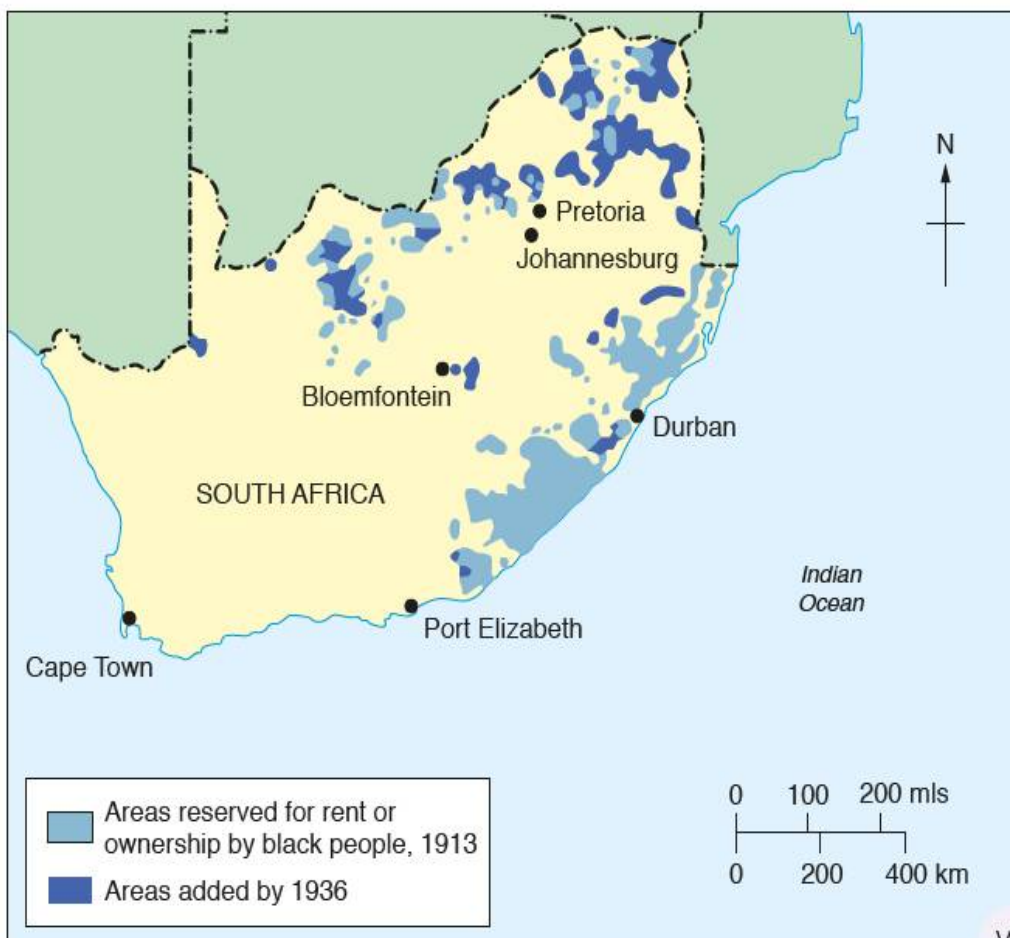 N
Pretoria
Johannesburg
Bloemfontein
Durban
SOUTH AFRICA
Indian
Ocean
Port Elizabeth
Cape Town
Areas reserved for rent or
ownership by black people, 1913
Areas added by 1936
0 100 200 mls
0 200 400 km